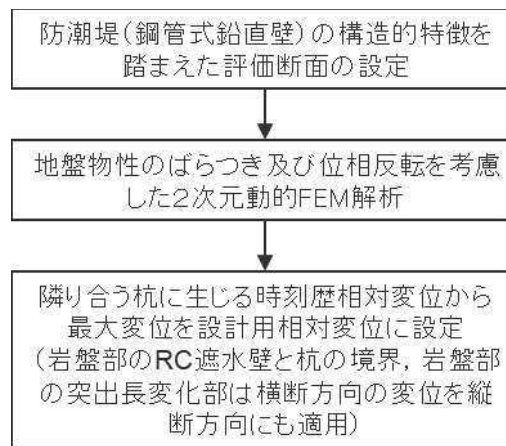 防潮堤(鋼管式鉛直壁)の構造的特徴を
踏まえた評価断面の設定
地盤物性のばらつき及び位相反転を考慮
した2次元動的FEM解析
隣り合う杭に生じる時刻歴相対変位から
最大変位を設計用相対変位に設定
(岩盤部のRC遮水壁と杭の境界,岩盤部
の突出長変化部は横断方向の変位を縦
断方向にも適用)